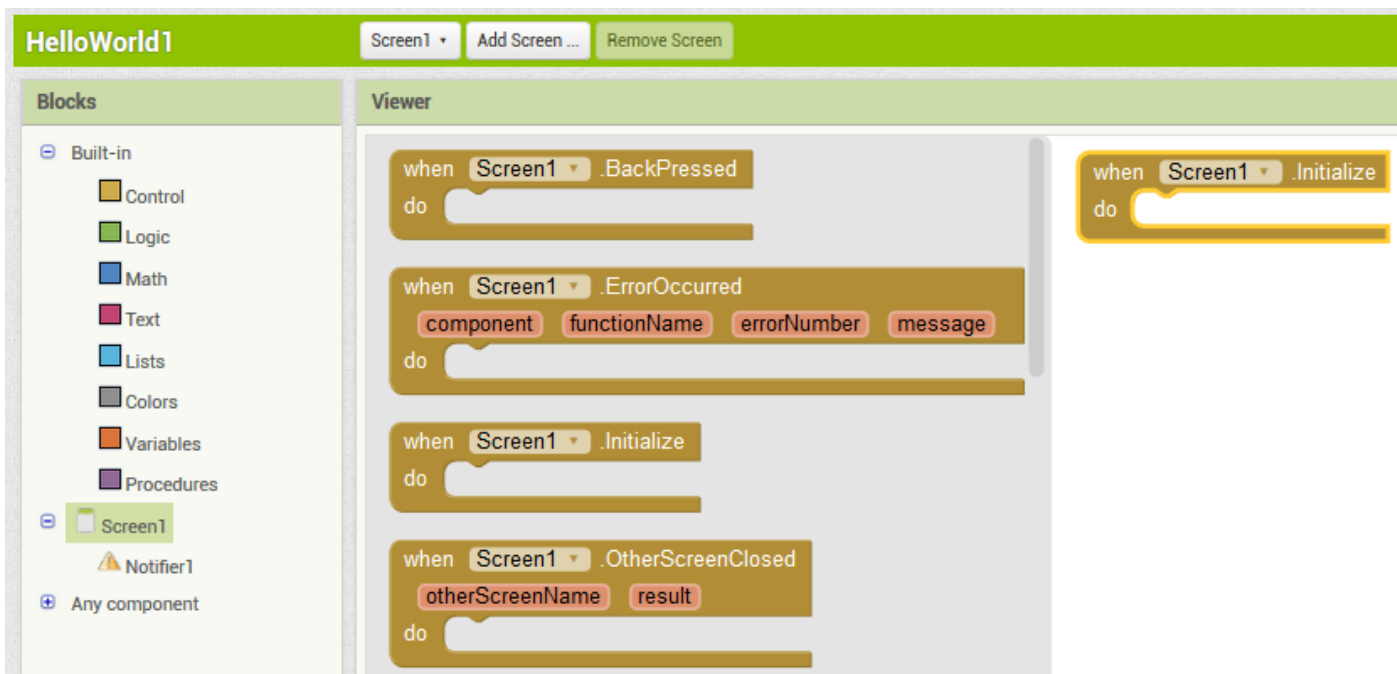 HelloWorld1
Screen1
Add Screen ...
Remove Screen
Blocks
Viewer
Built-in
Control
Logic
Math
Text
Lists
Colors
Variables
Procedures
Screen1
Notifier1
Any component
when Screen1 .BackPressed
do
when Screen1 .ErrorOccurred
component functionName errorNumber message
do
when Screen1 .Initialize
do
when Screen1 .OtherScreenClosed
otherScreenName result
do
when Screen1 .Initialize
do